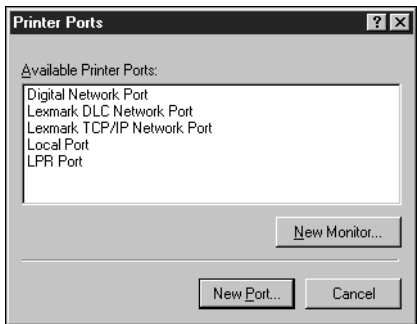 Printer Ports
Available Printer Ports:
Digital Network Port
Lexmark DLC Network Port
Lexmark TCP/IP Network Port
Local Port
LPR Port
New Monitor...
New Port...
Cancel